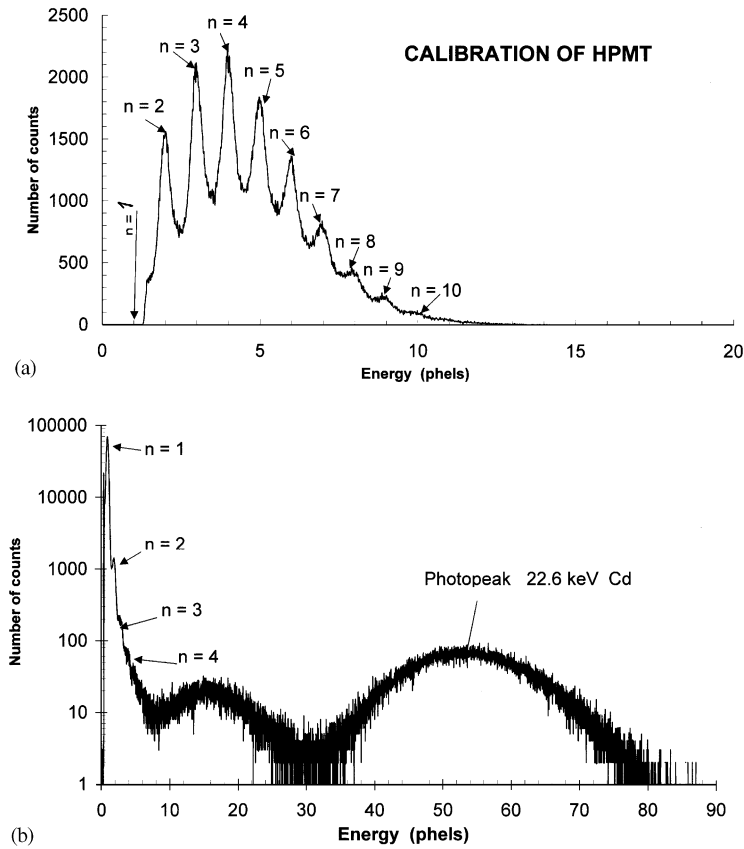 CALIBRATION OF HPMT
2500
2000
1500
1000
500
0
Number of counts
n = 1
n = 2
n = 3
n = 4
n = 5
n = 6
n = 7
n = 8
n = 9
n = 10
0 5 10 15 20
Energy (phels)
(a)
100000
10000
1000
100
10
1
Number of counts
n = 1
n = 2
n = 3
n = 4
Photopeak 22.6 keV Cd
0 10 20 30 40 50 60 70 80 90
Energy (phels)
(b)